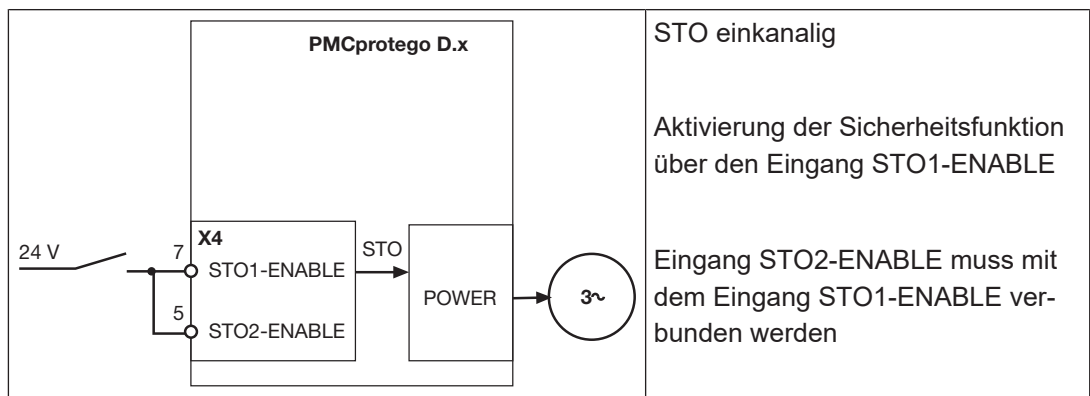 PMCprotego D.x
24 V
7
X4
STO1-ENABLE
STO
5
STO2-ENABLE
POWER
3~
STO einkanalig
Aktivierung der Sicherheitsfunktion
über den Eingang STO1-ENABLE
Eingang STO2-ENABLE muss mit
dem Eingang STO1-ENABLE ver-
bunden werden